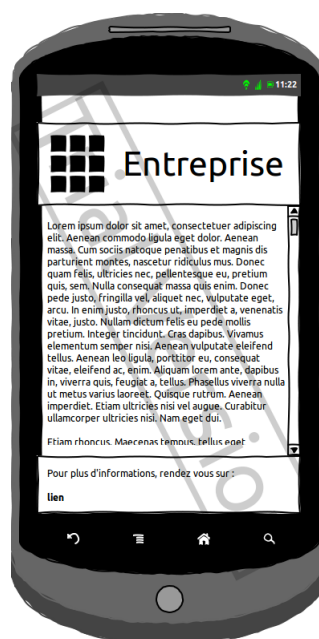 11:22
Entreprise
Lorem ipsum dolor sit amet, consectetuer adipiscing
elit. Aenean commodo ligula eget dolor. Aenean
massa. Cum sociis natoque penatibus et magnis dis
parturient montes, nascetur ridiculus mus. Donec
quam felis, ultricies nec, pellentesque eu, pretium
quis, sem. Nulla consequat massa quis enim. Donec
pede justo, fringilla vel, aliquet nec, vulputate eget,
arcu. In enim justo, rhoncus ut, imperdiet a, venenatis
vitae, justo. Nullam dictum felis eu pede mollis
pretium. Integer tincidunt. Cras dapibus. Vivamus
elementum semper nisi. Aenean vulputate eleifend
tellus. Aenean leo ligula, porttitor eu, consequat
vitae, eleifend ac, enim. Aliquam lorem ante, dapibus
in, viverra quis, feugiat a, tellus. Phasellus viverra nulla
ut metus varius laoreet. Quisque rutrum. Aenean
imperdiet. Etiam ultricies nisi vel augue. Curabitur
ullamcorper ultricies nisi. Nam eget dui.
Etiam rhoncus. Maecenas tempus, tellus eget
Pour plus d'informations, rendez vous sur :
lien